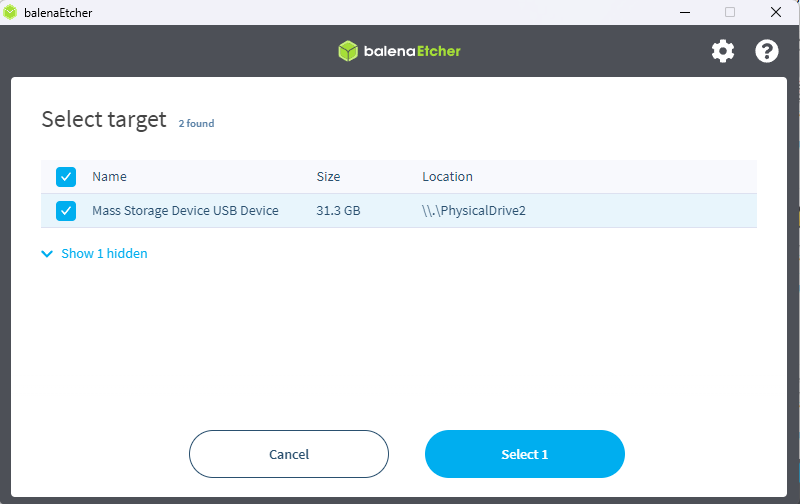 balenaEtcher
balenaEtcher
Select target 2 found
Name Size Location
Mass Storage Device USB Device 31.3 GB \\.\PhysicalDrive2
Show 1 hidden
Cancel Select 1